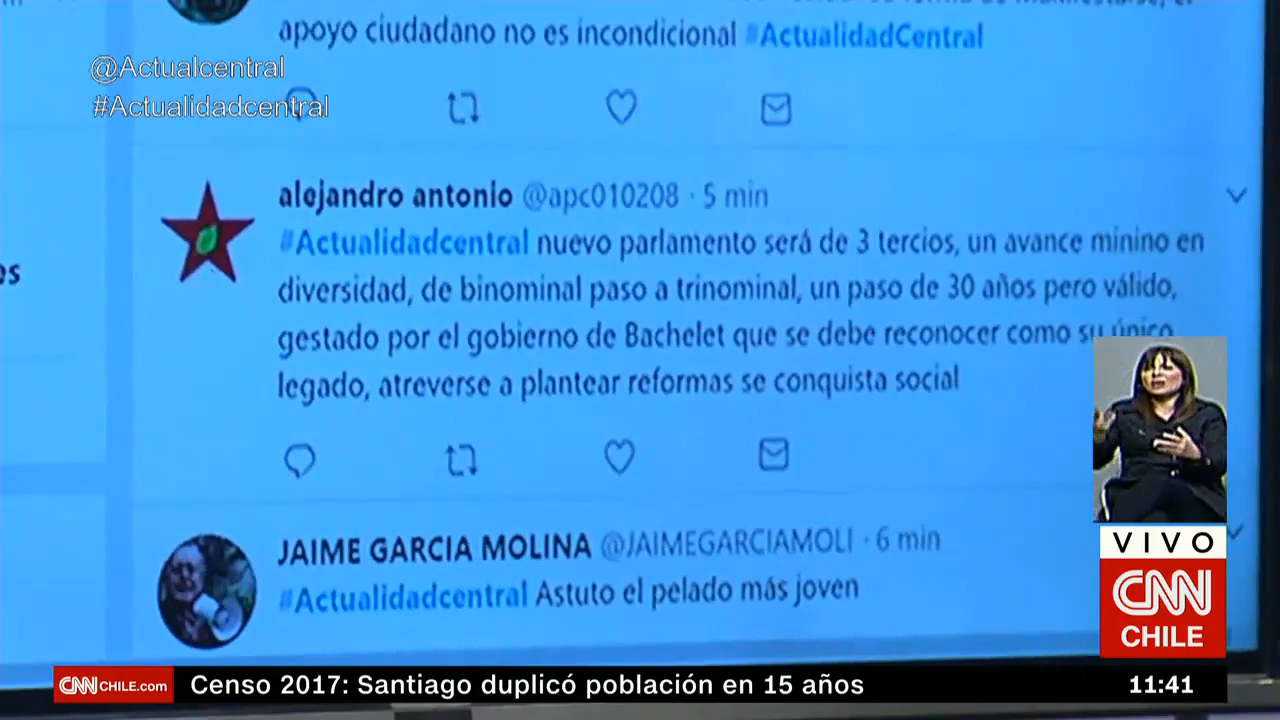 apoyo ciudadano no es incondicional #ActualidadCentral
@Actualcentral
#Actualidadcentral
alejandro antonio @apc010208 · 5 min
#Actualidadcentral nuevo parlamento será de 3 tercios, un avance minino en
diversidad, de binominal paso a trinominal, un paso de 30 años pero válido,
gestado por el gobierno de Bachelet que se debe reconocer como su único
legado, atreverse a plantear reformas se conquista social
JAIME GARCIA MOLINA @JAIMEGARCIAMOLI · 6 min
#Actualidadcentral Astuto el pelado más joven
VIVO
CNN
CHILE
CNNCHILE.com Censo 2017: Santiago duplicó población en 15 años 11:41